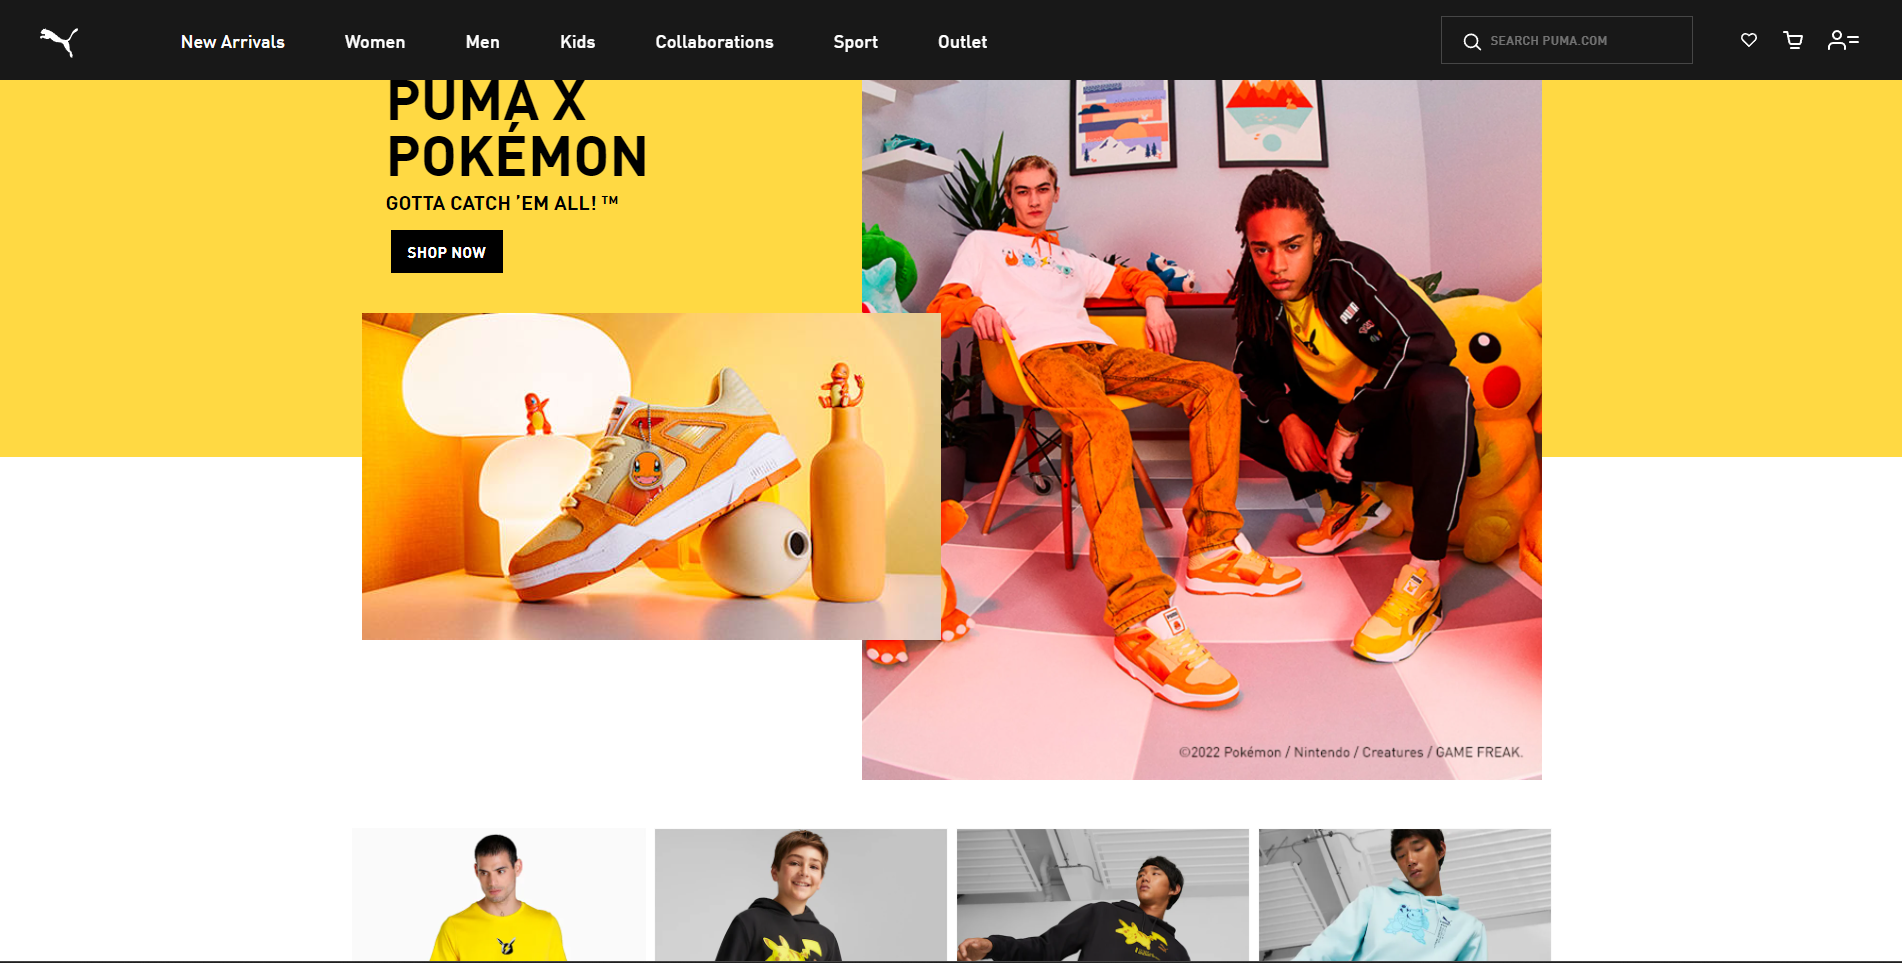 New Arrivals
Women
Men
Kids
Collaborations
Sport
Outlet
SEARCH PUMA.COM
PUMA X
POKÉMON
GOTTA CATCH 'EM ALL! ™
SHOP NOW
PUMA
©2022 Pokémon / Nintendo / Creatures / GAME FREAK.